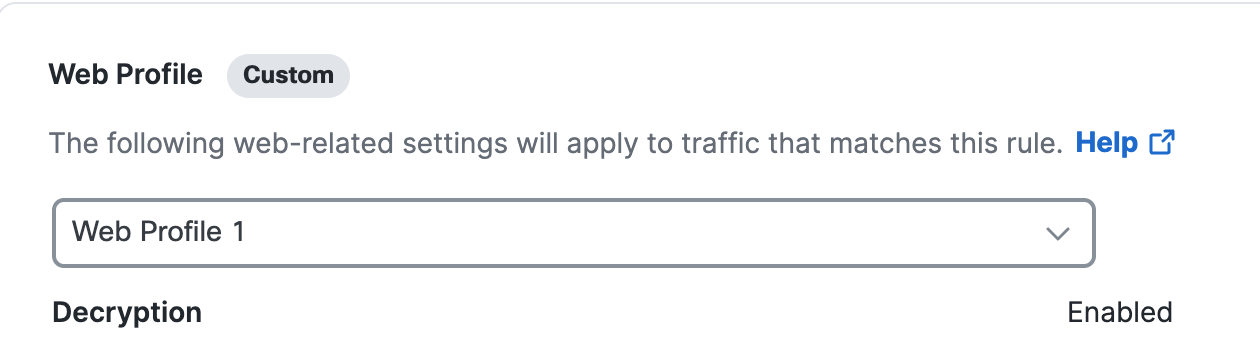 Web Profile Custom
The following web-related settings will apply to traffic that matches this rule. Help
Web Profile 1
Decryption Enabled